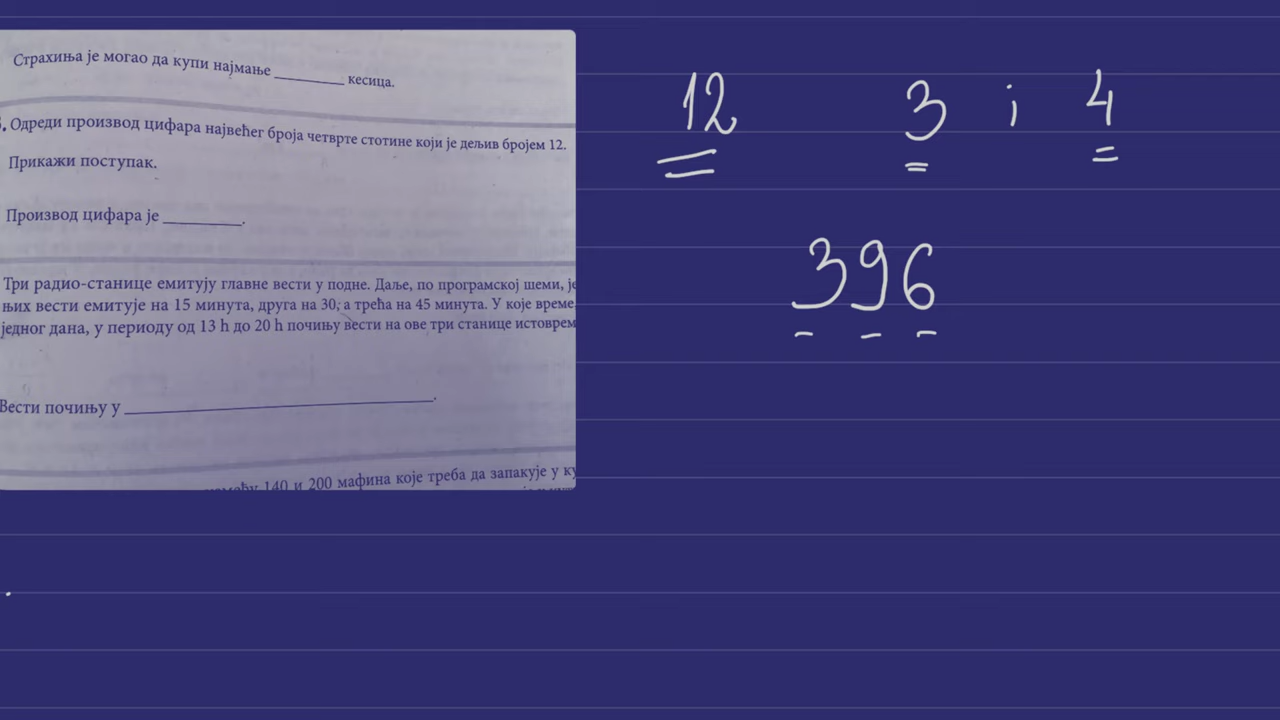 Страхиња је могао да купи најмање ________ кесица.
Одреди производ цифара највећег броја четврте стотине који је дељив бројем 12.
Прикажи поступак.
Производ цифара је ________.
Три радио-станице емитују главне вести у подне. Даље, по програмској шеми, је
њих вести емитује на 15 минута, друга на 30, а трећа на 45 минута. У које време
једног дана, у периоду од 13 h до 20 h почињу вести на ове три станице истоврем
Вести почињу у ________.
140 и 200 мафина које треба да запакује у
12 3 i 4
396